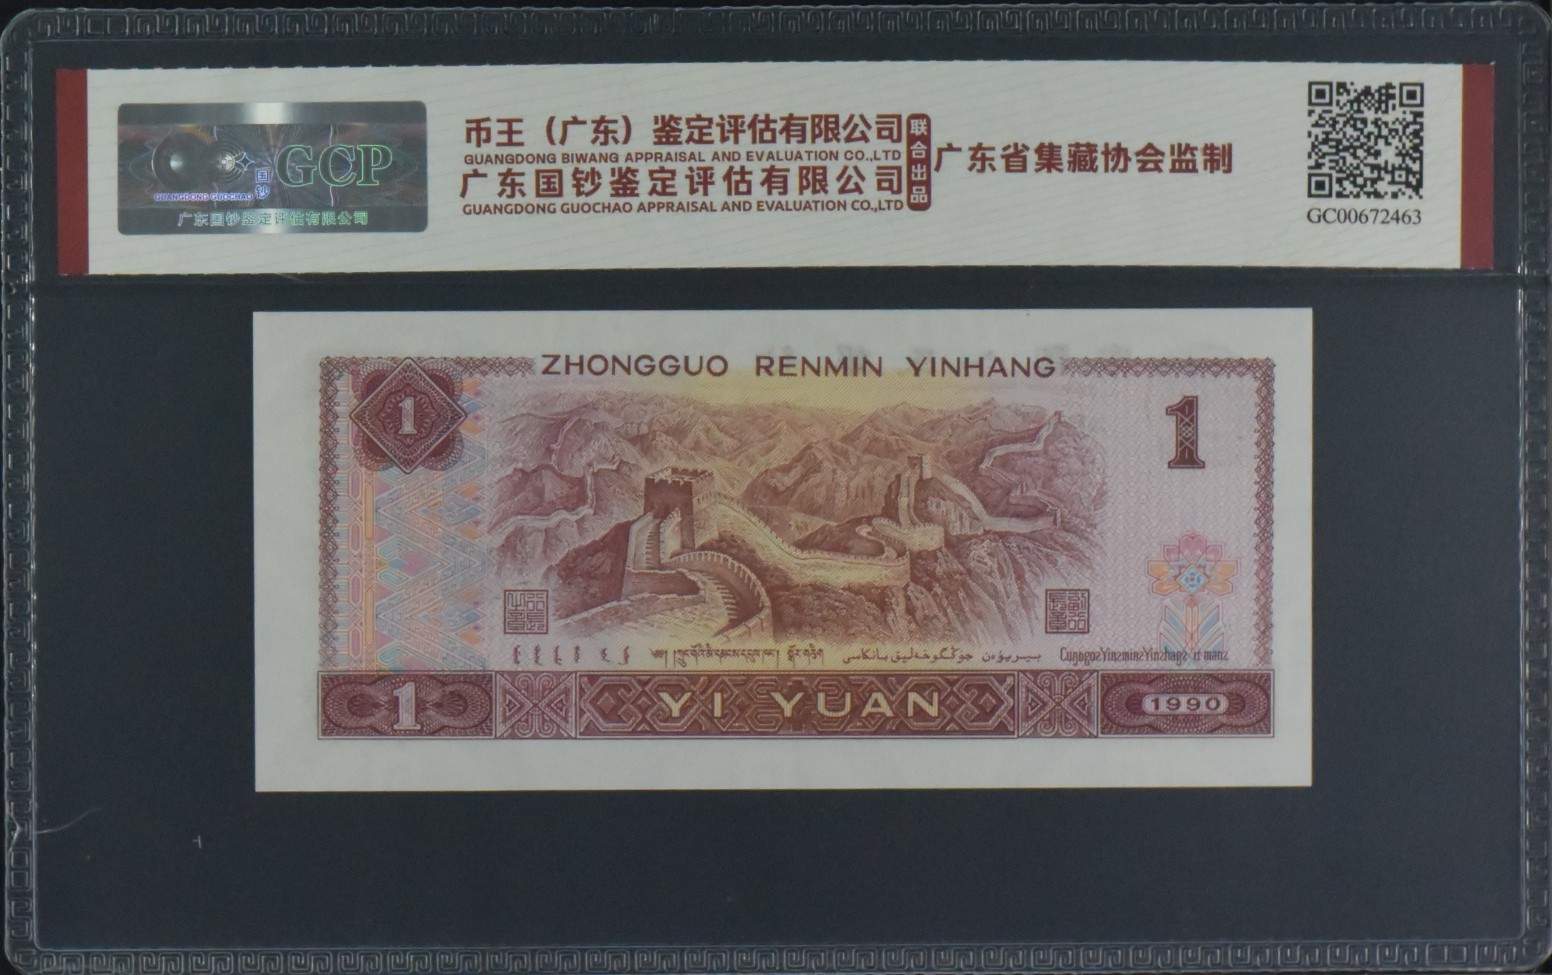 GCP
国钞
GUANGDONG GUOCHAO
广东国钞鉴定评估有限公司
币王（广东）鉴定评估有限公司
GUANGDONG BIWANG APPRAISAL AND EVALUATION CO.,LTD
广东国钞鉴定评估有限公司
GUANGDONG GUOCHAO APPRAISAL AND EVALUATION CO.,LTD
联合出品
广东省集藏协会监制
GC00672463
ZHONGGUO RENMIN YINHANG
1
1
جۇڭگوخەلىق بانكاسى بىر يۈەن
1
YI YUAN
1990